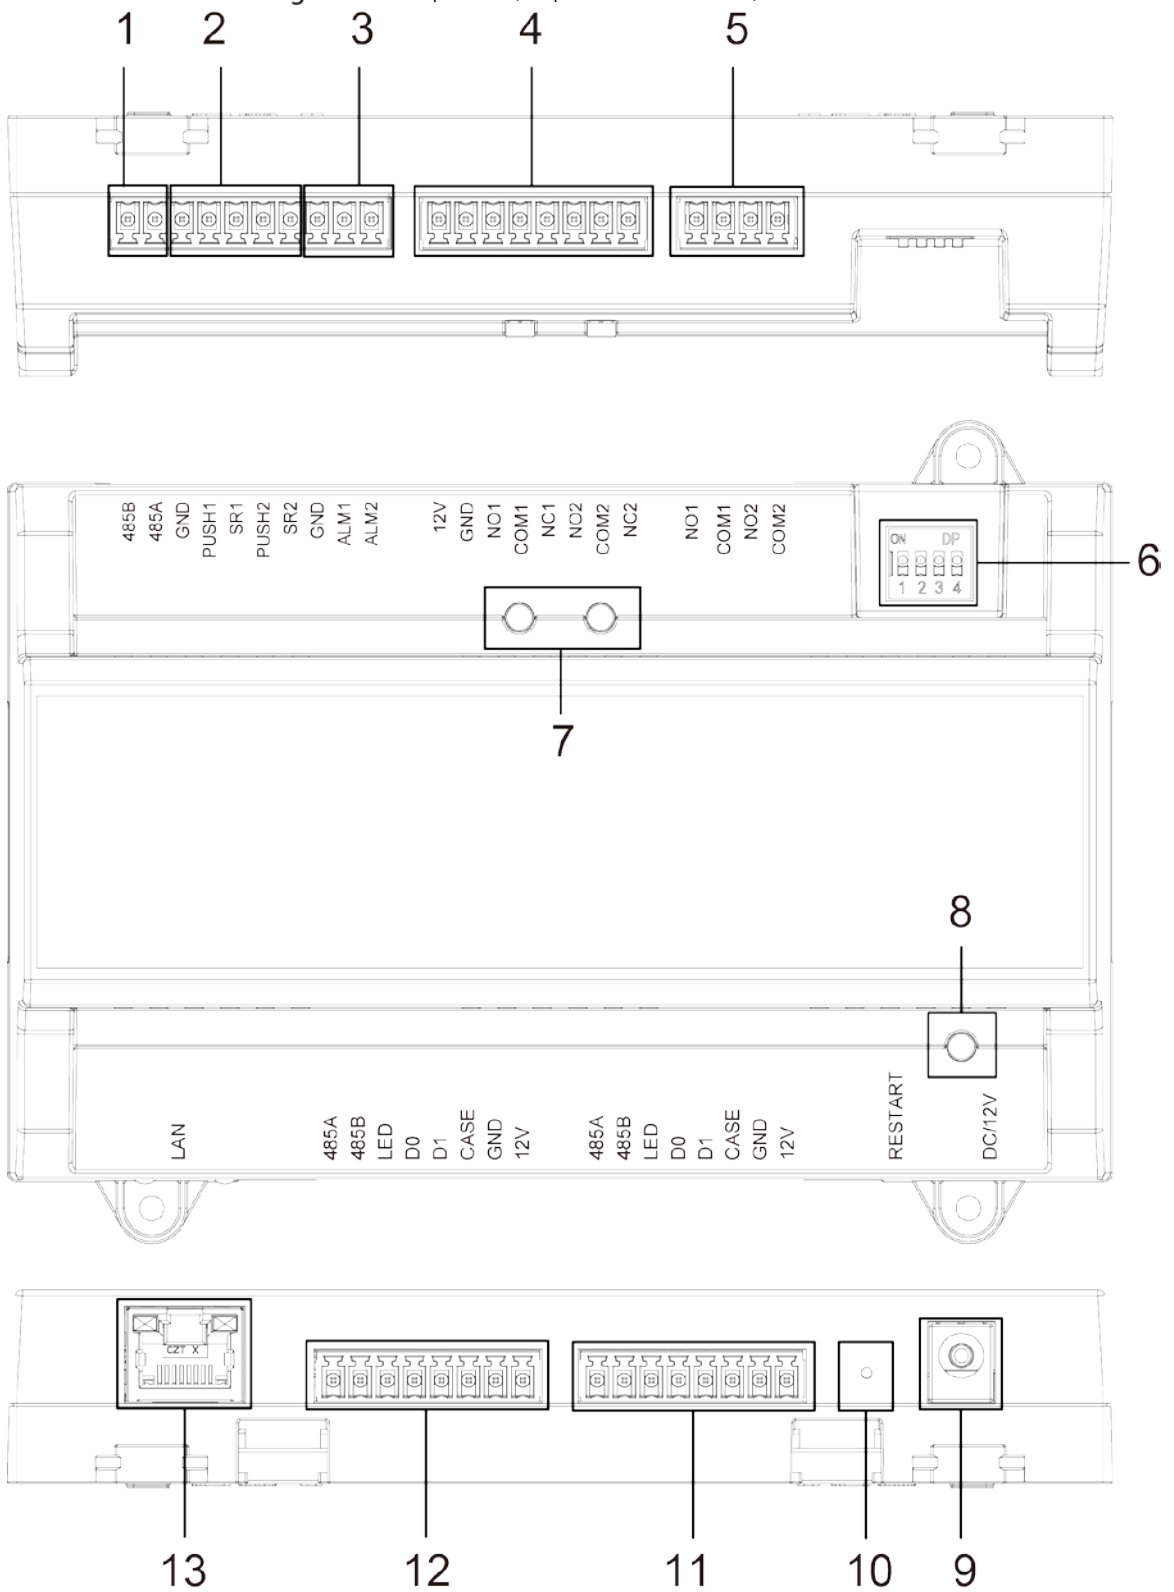 1 2 3 4 5
485B 485A GND PUSH1 SR1 PUSH2 SR2 GND ALM1 ALM2 12V GND NO1 COM1 NC1 NO2 COM2 NC2 NO1 COM1 NO2 COM2
ON DP
1 2 3 4
6
7
8
LAN 485A 485B LED D0 D1 CASE GND 12V 485A 485B LED D0 D1 CASE GND 12V RESTART DC/12V
CZT X
13 12 11 10 9